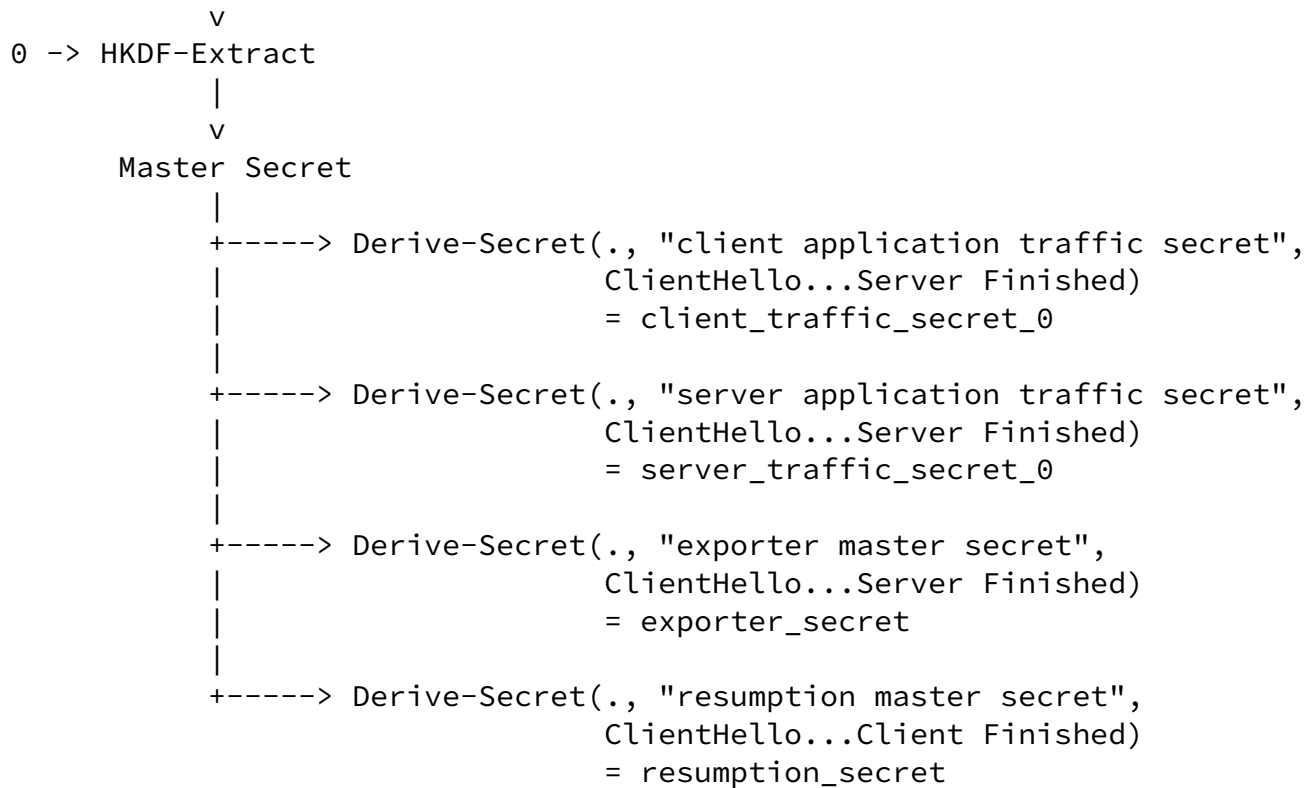 v
0 -> HKDF-Extract
|
v
Master Secret
|
+-----> Derive-Secret(., "client application traffic secret",
|                     ClientHello...Server Finished)
|                     = client_traffic_secret_0
|
+-----> Derive-Secret(., "server application traffic secret",
|                     ClientHello...Server Finished)
|                     = server_traffic_secret_0
|
+-----> Derive-Secret(., "exporter master secret",
|                     ClientHello...Server Finished)
|                     = exporter_secret
|
+-----> Derive-Secret(., "resumption master secret",
ClientHello...Client Finished)
= resumption_secret